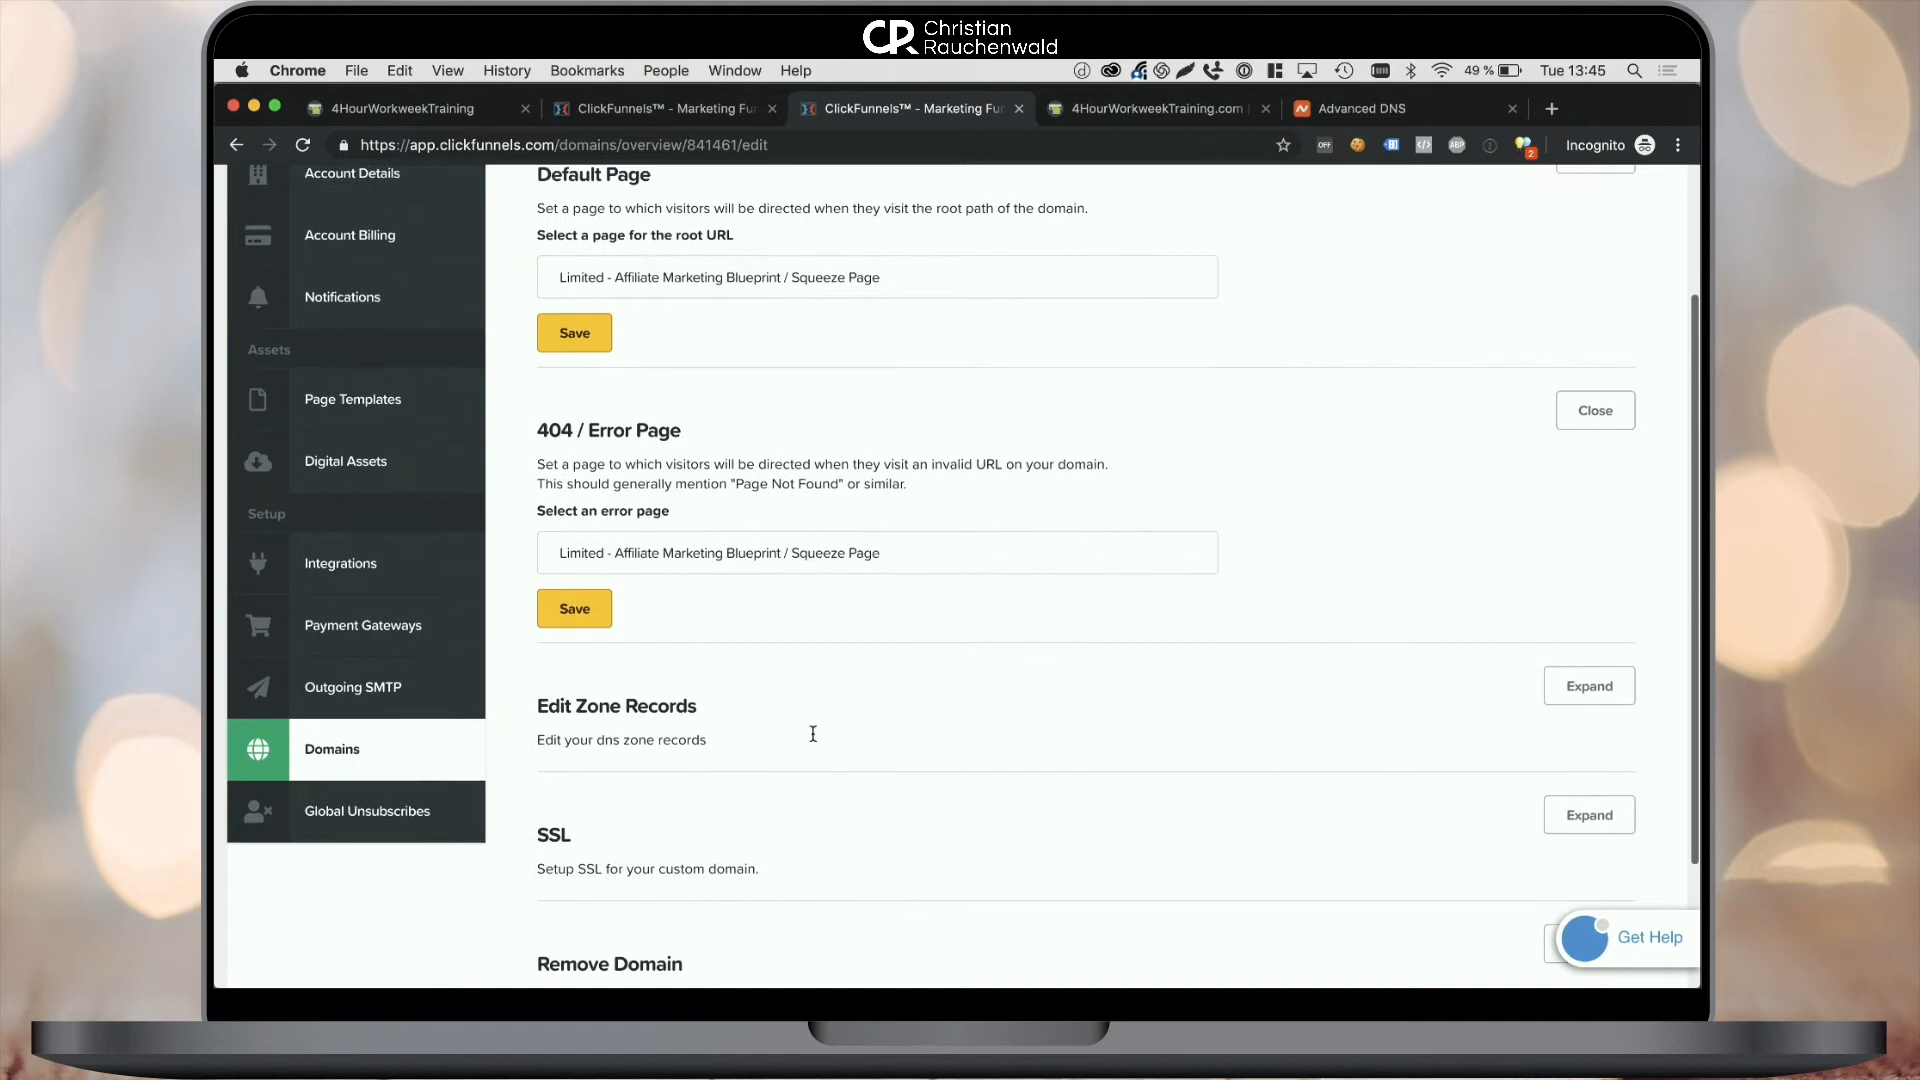 CR Christian
Rauchenwald
Chrome File Edit View History Bookmarks People Window Help 49 % Tue 13:45
4HourWorkweekTraining ClickFunnels™ - Marketing Fu ClickFunnels™ - Marketing Fu 4HourWorkweekTraining.com Advanced DNS
https://app.clickfunnels.com/domains/overview/841461/edit OFF ABP 2 Incognito
Account Details
Account Billing
Notifications
Assets
Page Templates
Digital Assets
Setup
Integrations
Payment Gateways
Outgoing SMTP
Domains
Global Unsubscribes
Default Page
Set a page to which visitors will be directed when they visit the root path of the domain.
Select a page for the root URL
Limited - Affiliate Marketing Blueprint / Squeeze Page
Save
Close
404 / Error Page
Set a page to which visitors will be directed when they visit an invalid URL on your domain.
This should generally mention "Page Not Found" or similar.
Select an error page
Limited - Affiliate Marketing Blueprint / Squeeze Page
Save
Expand
Edit Zone Records
Edit your dns zone records
Expand
SSL
Setup SSL for your custom domain.
Remove Domain
Get Help